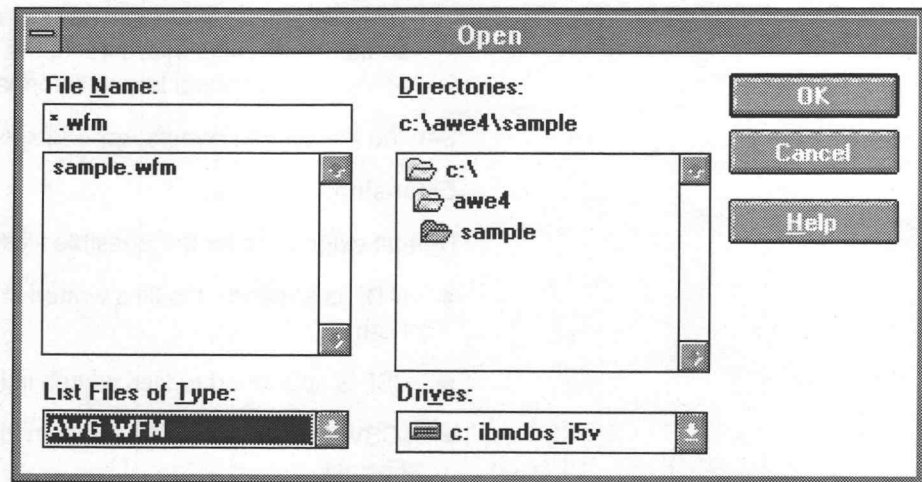 Open
File Name:
*.wfm
sample.wfm
List Files of Type:
AWG WFM
Directories:
c:\awe4\sample
c:\
awe4
sample
Drives:
c: ibmdos_j5v
OK
Cancel
Help